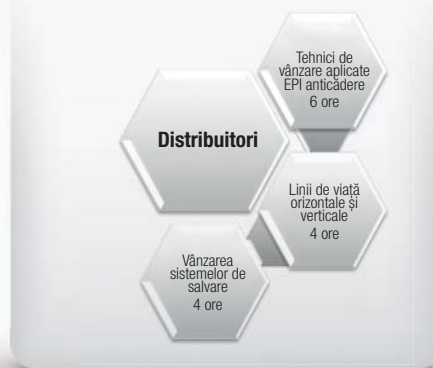 Tehnici de
vânzare aplicate
EPI anticădere
6 ore
Distribuitori
Linii de viață
orizontale și
verticale
4 ore
Vânzarea
sistemelor de
salvare
4 ore